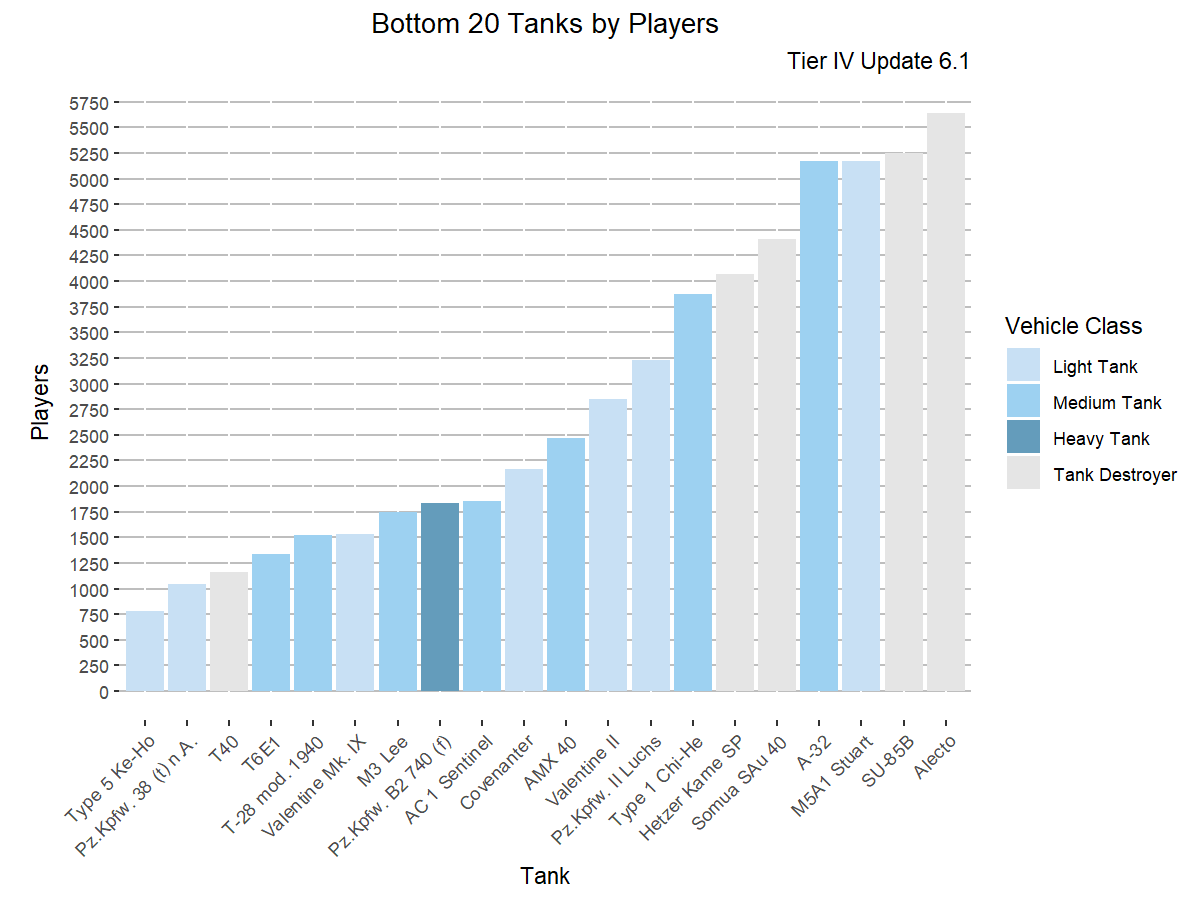 Bottom 20 Tanks by Players
Tier IV Update 6.1
Players
5750
5500
5250
5000
4750
4500
4250
4000
3750
3500
3250
3000
2750
2500
2250
2000
1750
1500
1250
1000
750
500
250
0
Type 5 Ke-Ho
Pz.Kpfw. 38 (t) n.A.
T40
T6E1
T-28 mod. 1940
Valentine Mk. IX
M3 Lee
Pz.Kpfw. B2 740 (f)
AC 1 Sentinel
Covenanter
AMX 40
Valentine II
Pz.Kpfw. II Luchs
Type 1 Chi-He
Hetzer Kame SP
Somua SAu 40
A-32
M5A1 Stuart
SU-85B
Alecto
Tank
Vehicle Class
Light Tank
Medium Tank
Heavy Tank
Tank Destroyer